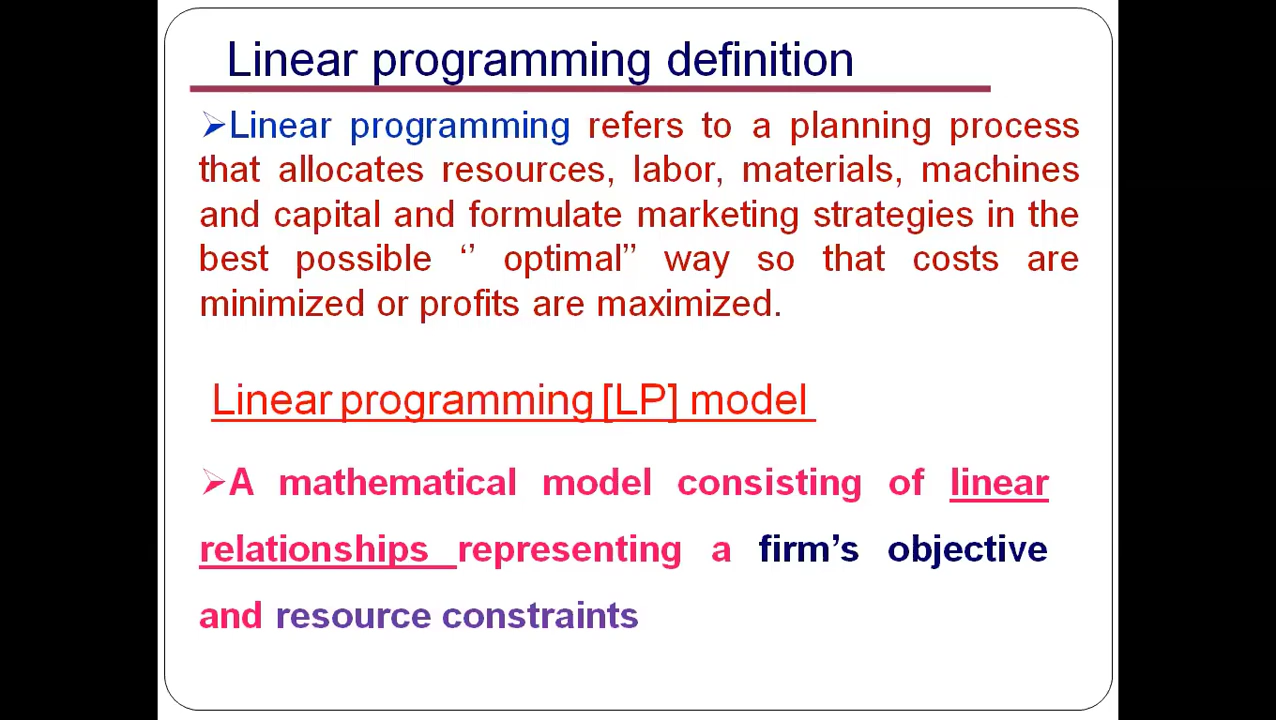 Linear programming definition
➢Linear programming refers to a planning process
that allocates resources, labor, materials, machines
and capital and formulate marketing strategies in the
best possible ‘’ optimal’’ way so that costs are
minimized or profits are maximized.
Linear programming [LP] model
➢A mathematical model consisting of linear
relationships representing a firm’s objective
and resource constraints